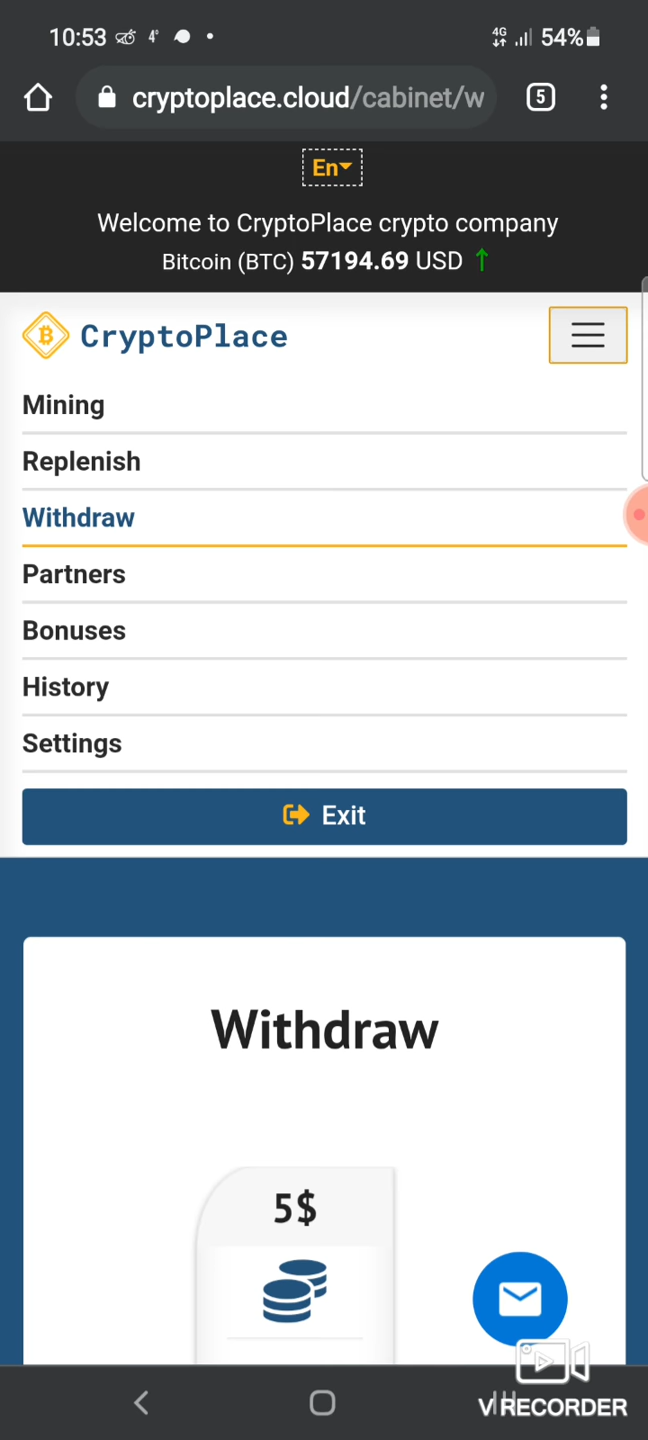 10:53 4° 4G 54%
cryptoplace.cloud/cabinet/w 5
En
Welcome to CryptoPlace crypto company
Bitcoin (BTC) 57194.69 USD ↑
CryptoPlace
Mining
Replenish
Withdraw
Partners
Bonuses
History
Settings
Exit
Withdraw
5$
V RECORDER